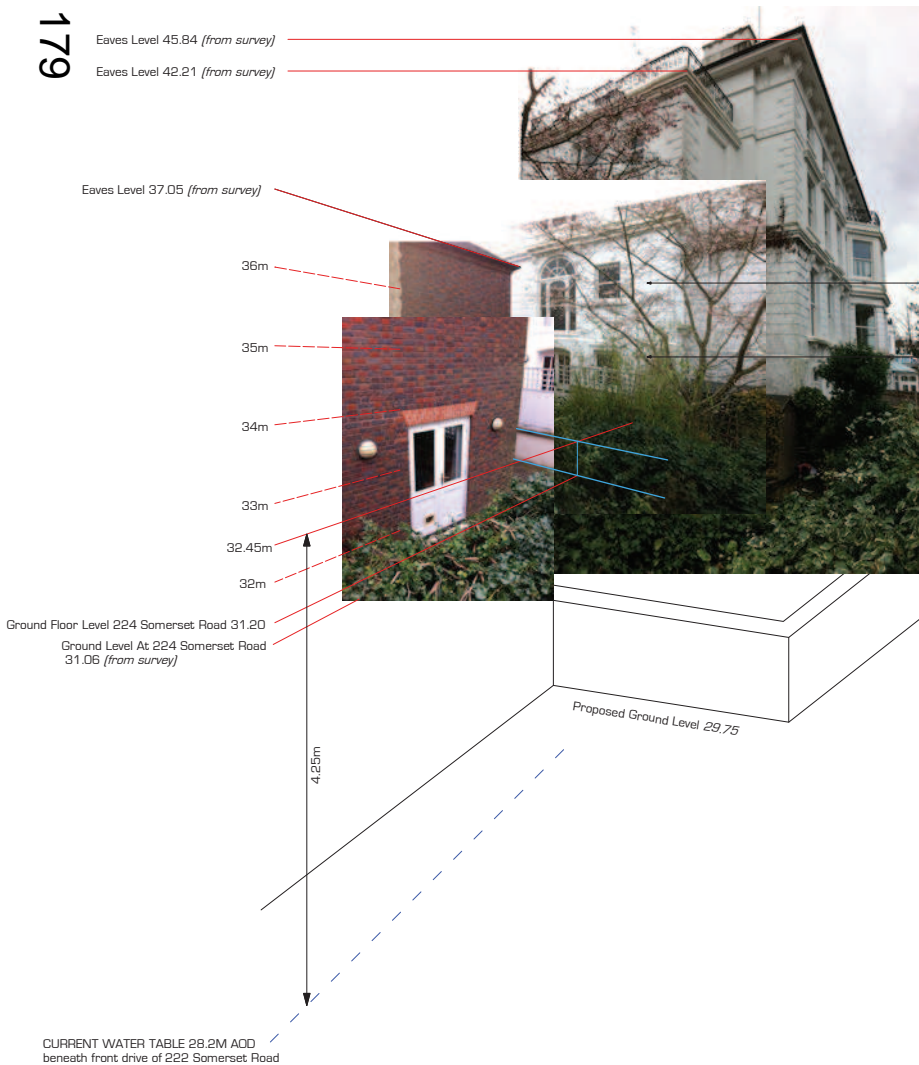 179
Eaves Level 45.84 (from survey)
Eaves Level 42.21 (from survey)
Eaves Level 37.05 (from survey)
36m
35m
34m
33m
32.45m
32m
Ground Floor Level 224 Somerset Road 31.20
Ground Level At 224 Somerset Road
31.06 (from survey)
Proposed Ground Level 29.75
4.25m
CURRENT WATER TABLE 28.2M AOD
beneath front drive of 222 Somerset Road